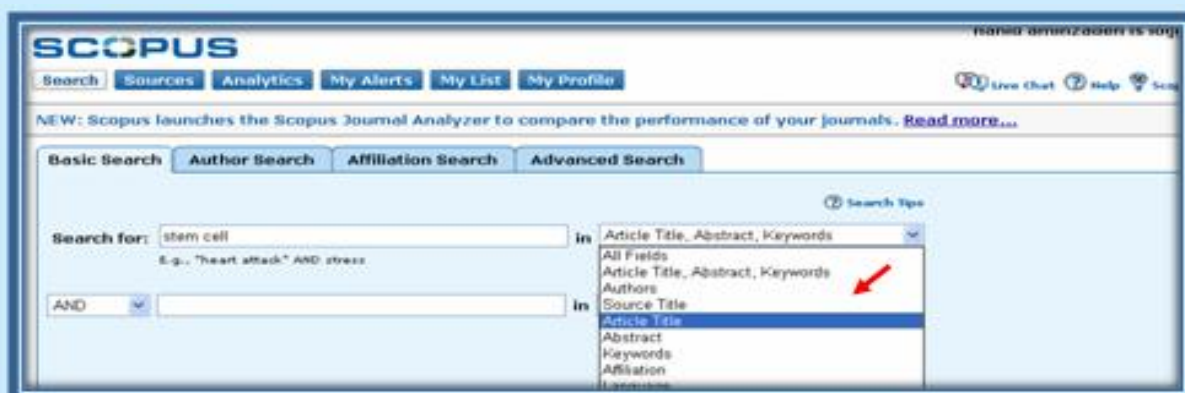 SCOPUS
Search Sources Analytics My Alerts My List My Profile
Live Chat Help
NEW: Scopus launches the Scopus Journal Analyzer to compare the performance of your journals. Read more...
Basic Search Author Search Affiliation Search Advanced Search
Search Tips
Search for: stem cell in Article Title, Abstract, Keywords
E.g., "heart attack" AND stress
All Fields
Article Title, Abstract, Keywords
Authors
AND in Source Title
Article Title
Abstract
Keywords
Affiliation
Language